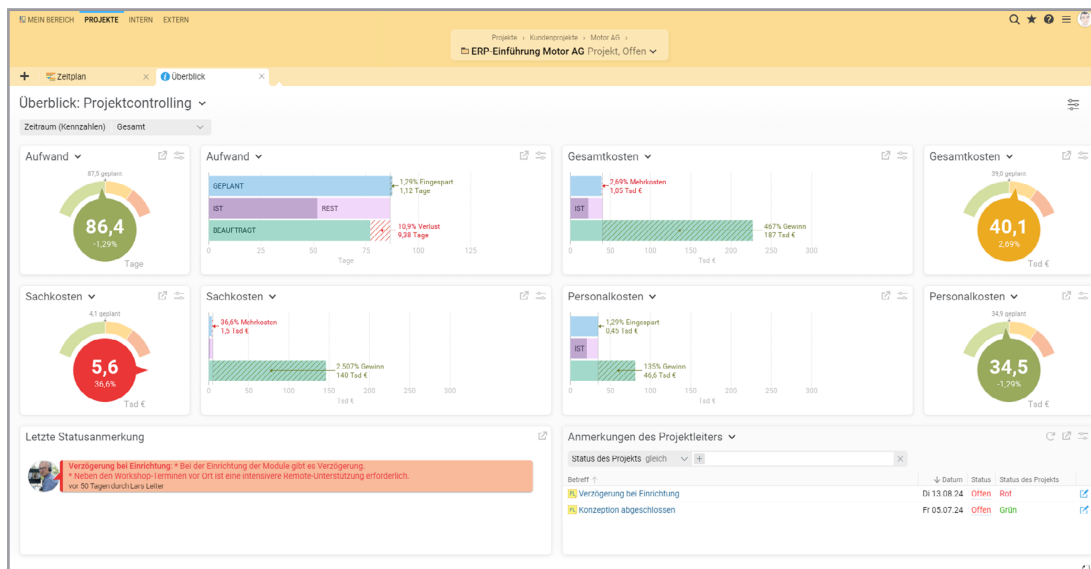 MEIN BEREICH PROJEKTE INTERN EXTERN
Projekte › Kundenprojekte › Motor AG ›
ERP-Einführung Motor AG Projekt, Offen
Zeitplan Überblick
Überblick: Projektcontrolling
Zeitraum (Kennzahlen) Gesamt
Aufwand
87,5 geplant
86,4
-1,29%
Tage
Aufwand
GEPLANT
1,29% Eingespart
1,12 Tage
IST REST
BEAUFTRAGT
10,9% Verlust
9,38 Tage
0 25 50 75 100 125
Tage
Gesamtkosten
2,69% Mehrkosten
1,05 Tsd €
IST
467% Gewinn
187 Tsd €
0 50 100 150 200 250 300
Tsd €
Gesamtkosten
39,0 geplant
40,1
2,69%
Tsd €
Sachkosten
4,1 geplant
5,6
36,6%
Tsd €
Sachkosten
36,6% Mehrkosten
1,5 Tsd €
2.507% Gewinn
140 Tsd €
0 50 100 150 200 250 300
Tsd €
Personalkosten
1,29% Eingespart
0,45 Tsd €
IST
135% Gewinn
46,6 Tsd €
0 50 100 150 200 250 300
Tsd €
Personalkosten
34,9 geplant
34,5
-1,29%
Tsd €
Letzte Statusanmerkung
Verzögerung bei Einrichtung: * Bei der Einrichtung der Module gibt es Verzögerung.
* Neben den Workshop-Terminen vor Ort ist eine intensivere Remote-Unterstützung erforderlich.
vor 50 Tagen durch Lars Leiter
Anmerkungen des Projektleiters
Status des Projekts gleich
Betreff ↑ ↓ Datum Status Status des Projekts
PL Verzögerung bei Einrichtung Di 13.08.24 Offen Rot
PL Konzeption abgeschlossen Fr 05.07.24 Offen Grün